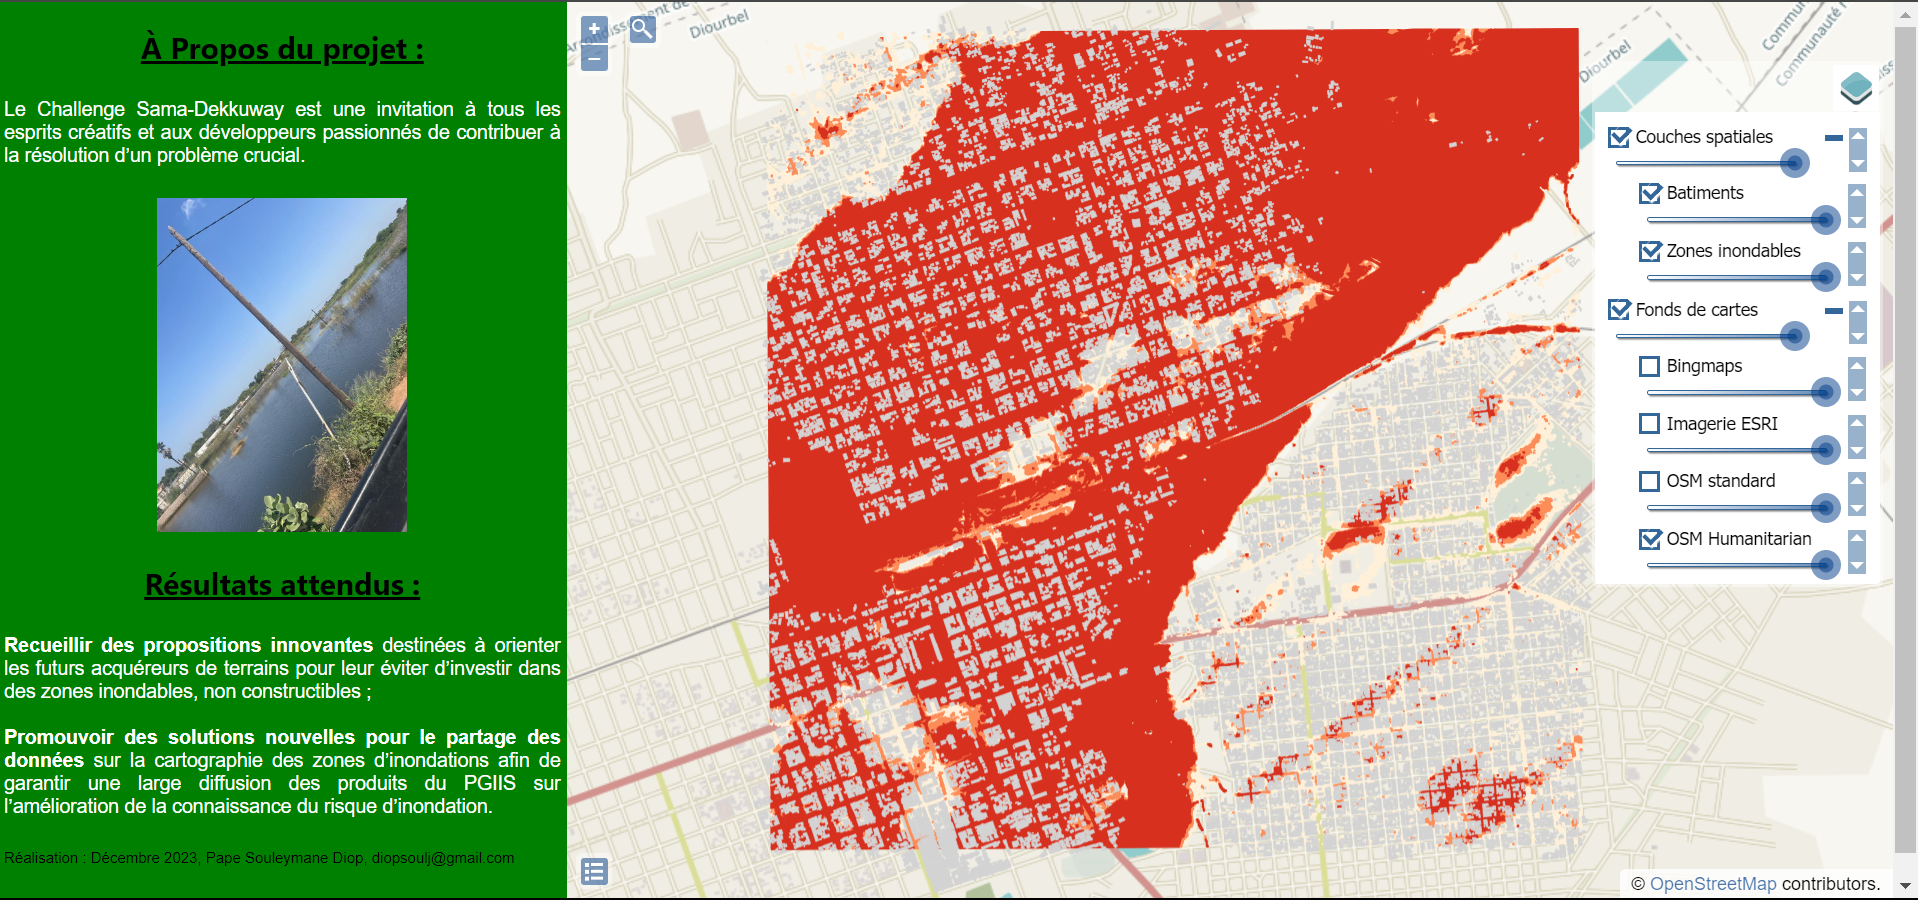 À Propos du projet :
Le Challenge Sama-Dekkuway est une invitation à tous les
esprits créatifs et aux développeurs passionnés de contribuer à
la résolution d’un problème crucial.
Résultats attendus :
Recueillir des propositions innovantes destinées à orienter
les futurs acquéreurs de terrains pour leur éviter d’investir dans
des zones inondables, non constructibles ;
Promouvoir des solutions nouvelles pour le partage des
données sur la cartographie des zones d’inondations afin de
garantir une large diffusion des produits du PGIIS sur
l’amélioration de la connaissance du risque d’inondation.
Réalisation : Décembre 2023, Pape Souleymane Diop, diopsoulj@gmail.com
+
−
Diourbel
Diourbel
Couches spatiales
Batiments
Zones inondables
Fonds de cartes
Bingmaps
Imagerie ESRI
OSM standard
OSM Humanitarian
© OpenStreetMap contributors.